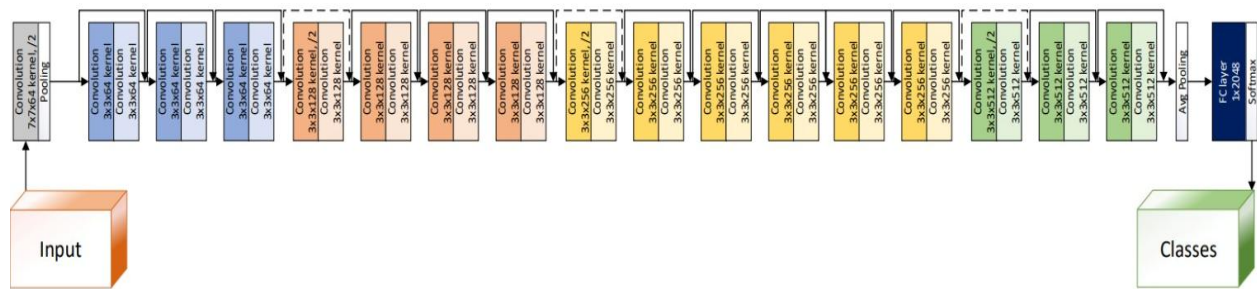 Convolution
7x7x64 kernel,/2
Pooling
Convolution
3x3x64 kernel
Convolution
3x3x64 kernel
Convolution
3x3x64 kernel
Convolution
3x3x64 kernel
Convolution
3x3x64 kernel
Convolution
3x3x64 kernel
Convolution
3x3x128 kernel,/2
Convolution
3x3x128 kernel
Convolution
3x3x128 kernel
Convolution
3x3x128 kernel
Convolution
3x3x128 kernel
Convolution
3x3x128 kernel
Convolution
3x3x128 kernel
Convolution
3x3x128 kernel
Convolution
3x3x256 kernel,/2
Convolution
3x3x256 kernel
Convolution
3x3x256 kernel
Convolution
3x3x256 kernel
Convolution
3x3x256 kernel
Convolution
3x3x256 kernel
Convolution
3x3x256 kernel
Convolution
3x3x256 kernel
Convolution
3x3x256 kernel
Convolution
3x3x256 kernel
Convolution
3x3x256 kernel
Convolution
3x3x256 kernel
Convolution
3x3x512 kernel,/2
Convolution
3x3x512 kernel
Convolution
3x3x512 kernel
Convolution
3x3x512 kernel
Convolution
3x3x512 kernel
Convolution
3x3x512 kernel
Avg Pooling
FC layer
1x2048
Softmax
Input
Classes